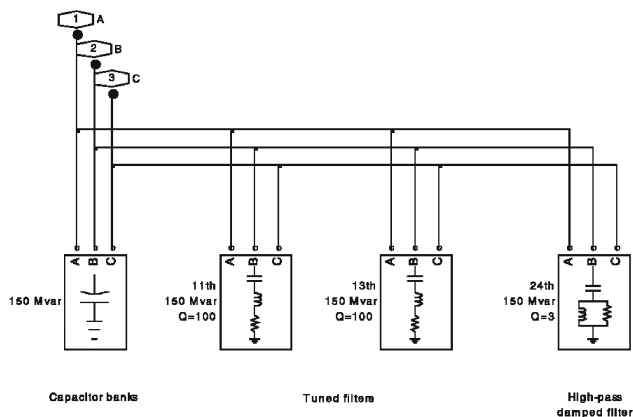 1 A
2 B
3 C
A B C
A B C
A B C
A B C
150 Mvar
11th
150 Mvar
Q=100
13th
150 Mvar
Q=100
24th
150 Mvar
Q=3
Capacitor banks
Tuned filters
High-pass
damped filter